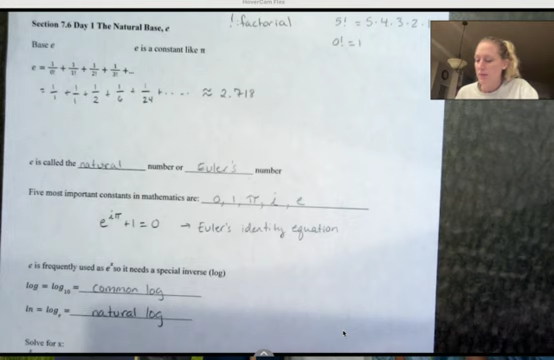 HoverCam Flex
Section 7.6 Day 1 The Natural Base, e
! : factorial
5! = 5·4·3·2·1
0! = 1
Base e
e is a constant like π
e = 1/0! + 1/1! + 1/2! + 1/3! + ...
= 1/1 + 1/1 + 1/2 + 1/6 + 1/24 + ..... ≈ 2.718
e is called the natural number or Euler's number
Five most important constants in mathematics are: 0, 1, π, i, e
e^{iπ} + 1 = 0 → Euler's identity equation
e is frequently used as e^x so it needs a special inverse (log)
log = log_{10} = common log
ln = log_e = natural log
Solve for x: